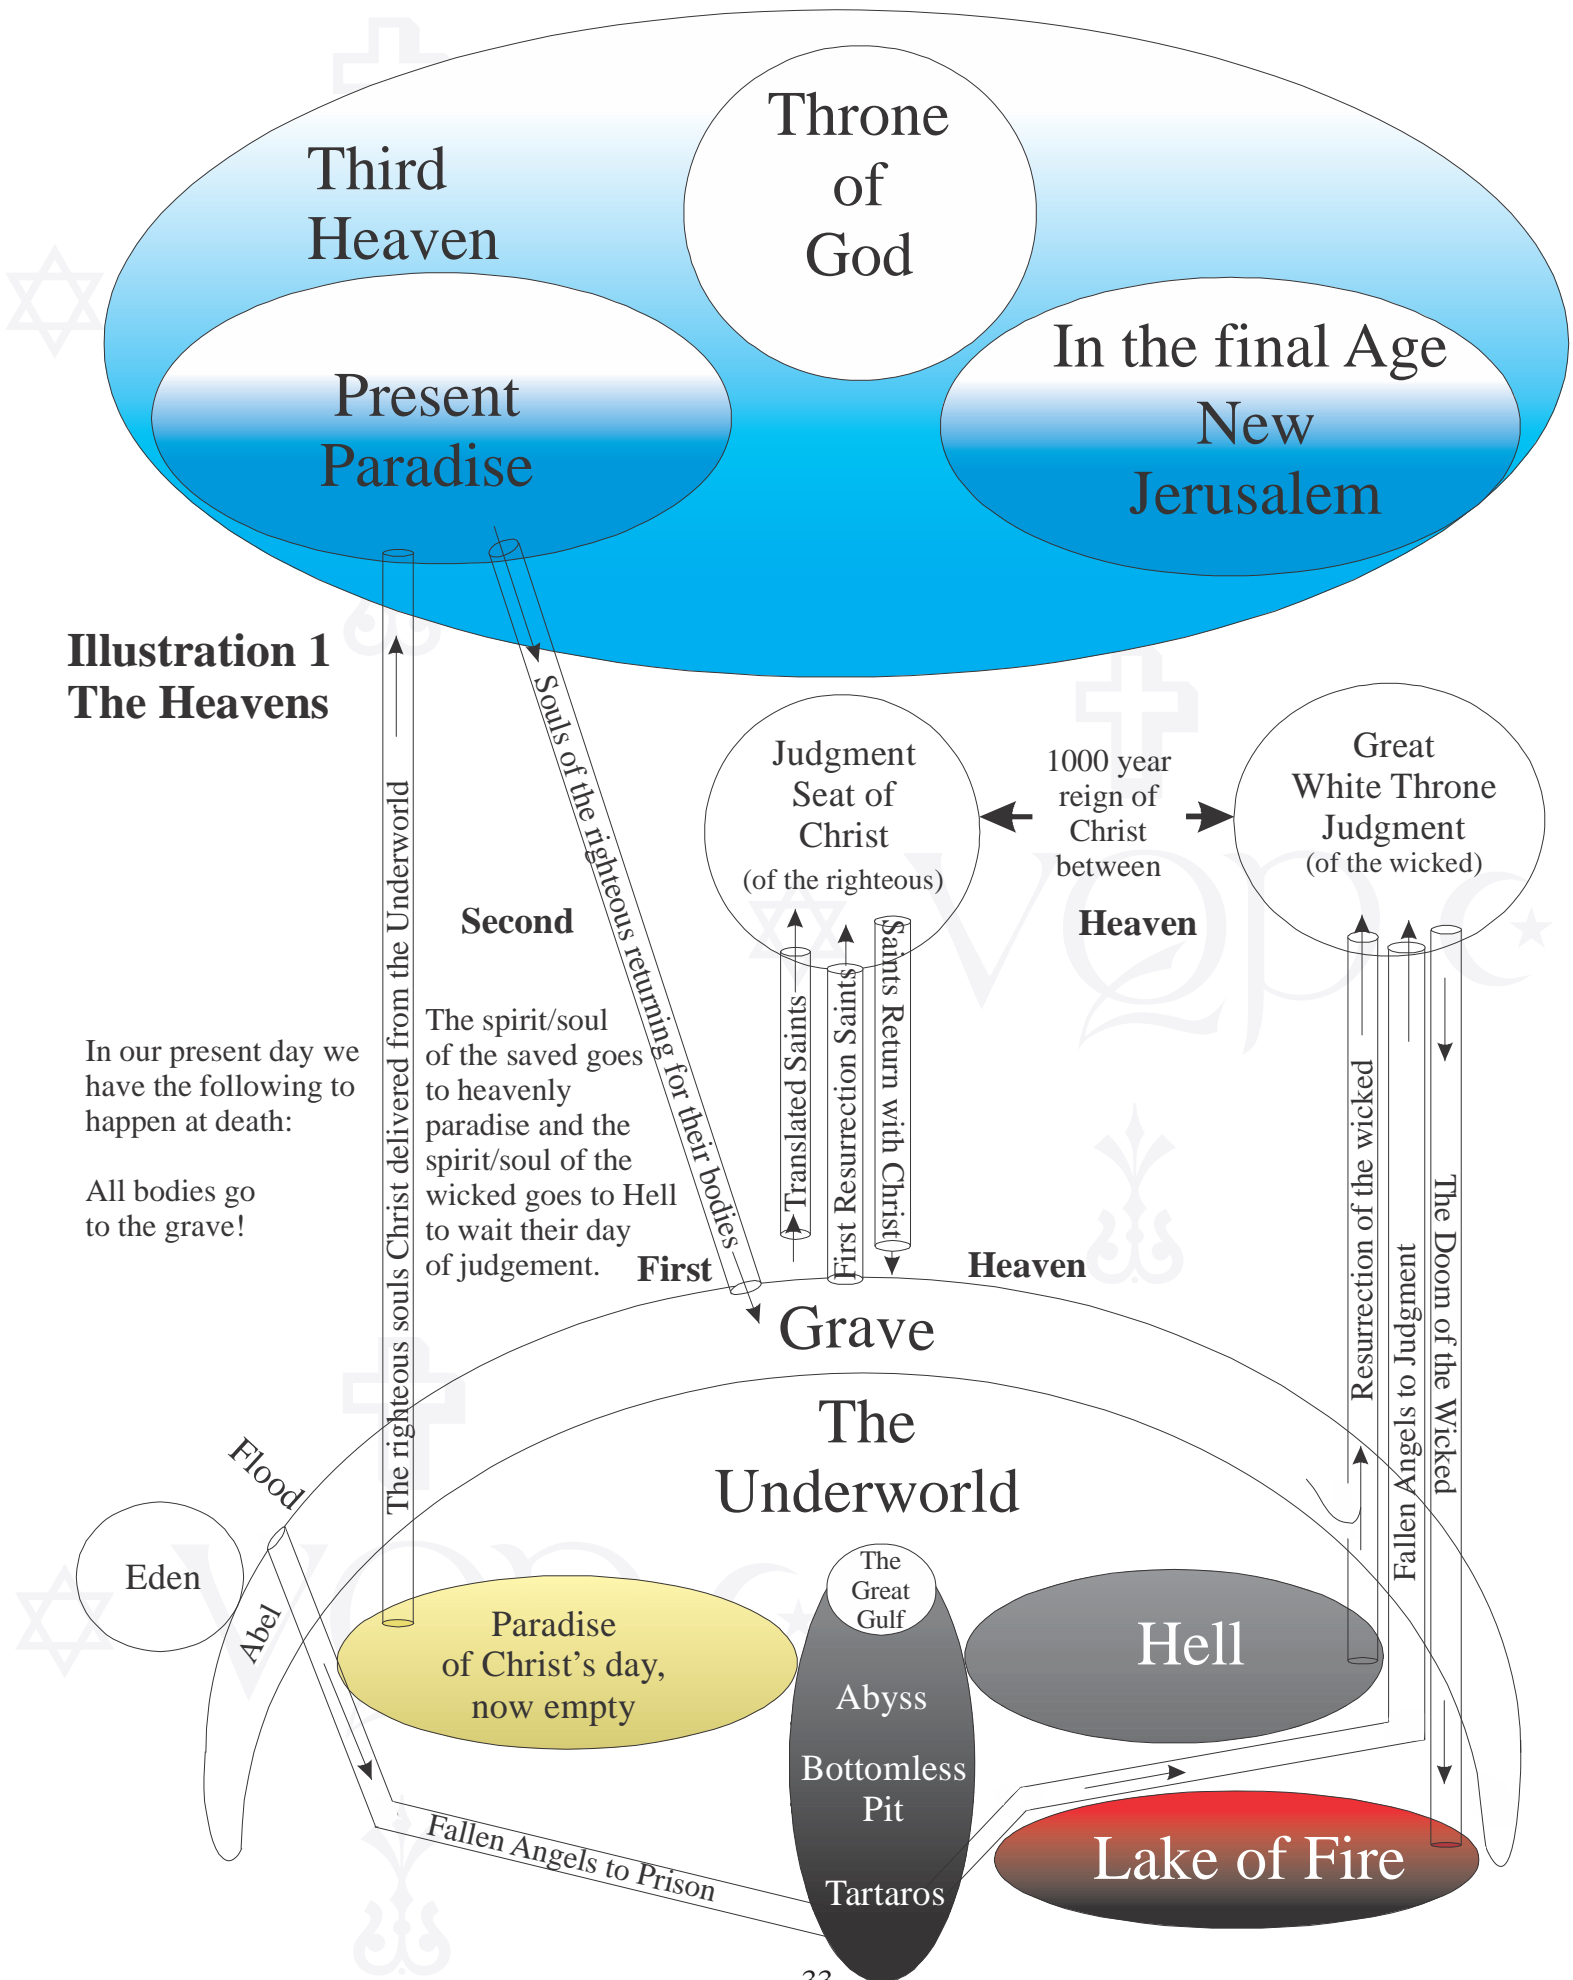 Throne
of
God
Third
Heaven
Present
Paradise
In the final Age
New
Jerusalem
Illustration 1
The Heavens
The righteous souls Christ delivered from the Underworld
Souls of the righteous returning for their bodies
Judgment
Seat of
Christ
(of the righteous)
1000 year
reign of
Christ
between
Great
White Throne
Judgment
(of the wicked)
Second
Heaven
In our present day we
have the following to
happen at death:
All bodies go
to the grave!
The spirit/soul
of the saved goes
to heavenly
paradise and the
spirit/soul of the
wicked goes to Hell
to wait their day
of judgement.
Translated Saints
First Resurrection Saints
Saints Return with Christ
Resurrection of the wicked
Fallen Angels to Judgment
The Doom of the Wicked
First
Heaven
Grave
The
Underworld
Flood
Eden
Abel
Paradise
of Christ's day,
now empty
The
Great
Gulf
Abyss
Bottomless
Pit
Tartaros
Hell
Lake of Fire
Fallen Angels to Prison
33
VOP
VOP